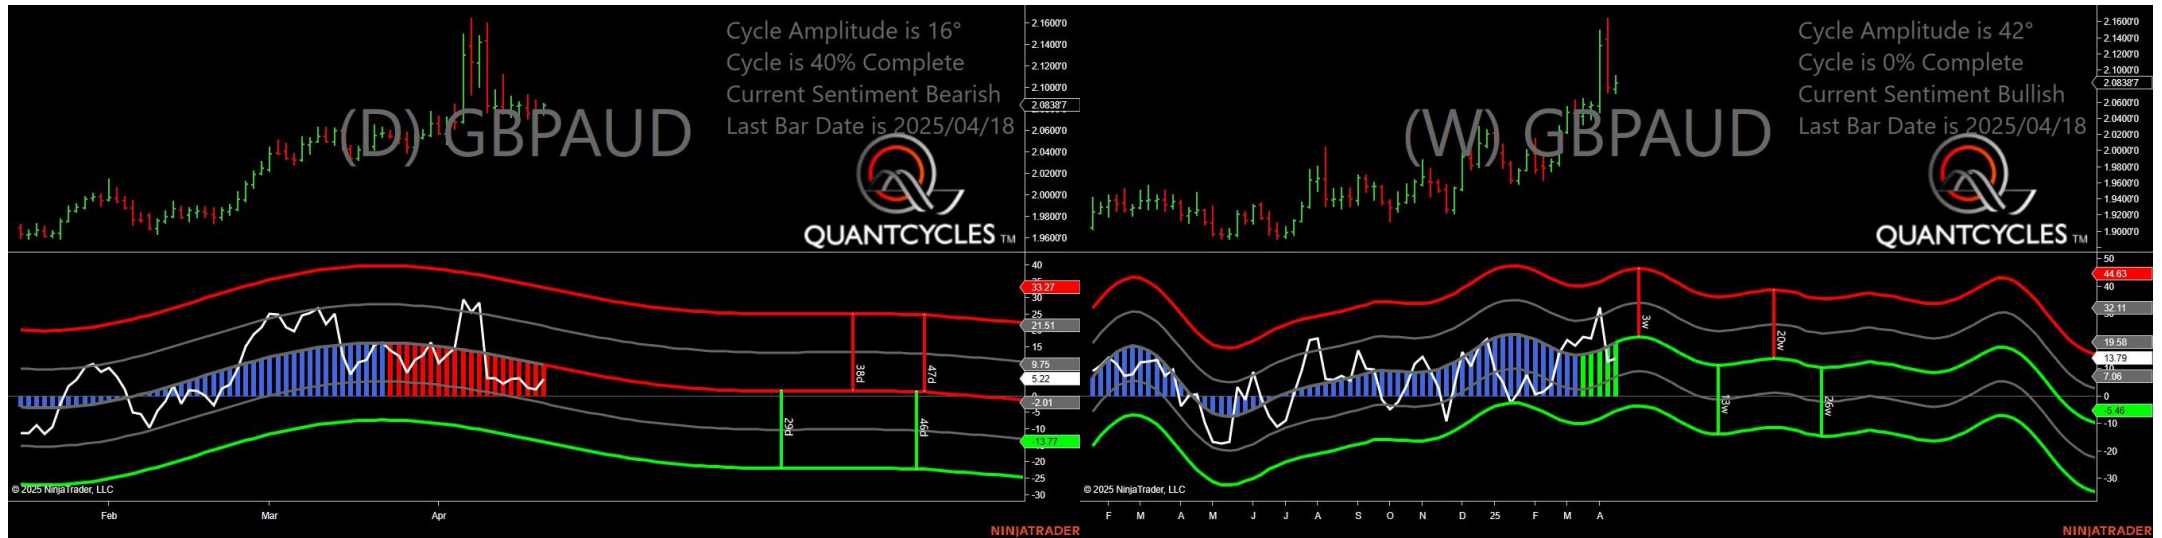 Cycle Amplitude is 16°
Cycle is 40% Complete
Current Sentiment Bearish
Last Bar Date is 2025/04/18
(D) GBPAUD
QUANTCYCLES TM
2.1600'0
2.1400'0
2.1200'0
2.1000'0
2.0838'7
2.0600'0
2.0400'0
2.0200'0
2.0000'0
1.9800'0
1.9600'0
40
33.27
30
25
21.51
15
9.75
5.22
-2.01
-5
-10
-13.77
-20
-25
-30
38d
47d
29d
46d
© 2025 NinjaTrader, LLC
Feb
Mar
Apr
NINJATRADER
Cycle Amplitude is 42°
Cycle is 0% Complete
Current Sentiment Bullish
Last Bar Date is 2025/04/18
(W) GBPAUD
QUANTCYCLES TM
2.1600'0
2.1400'0
2.1200'0
2.1000'0
2.0838'7
2.0600'0
2.0400'0
2.0200'0
2.0000'0
1.9800'0
1.9600'0
1.9400'0
1.9200'0
1.9000'0
50
44.63
40
32.11
19.58
13.79
7.06
0
-5.46
-10
-20
-30
3w
20w
13w
26w
© 2025 NinjaTrader, LLC
F
M
A
M
J
J
A
S
O
N
D
25
F
M
A
NINJATRADER